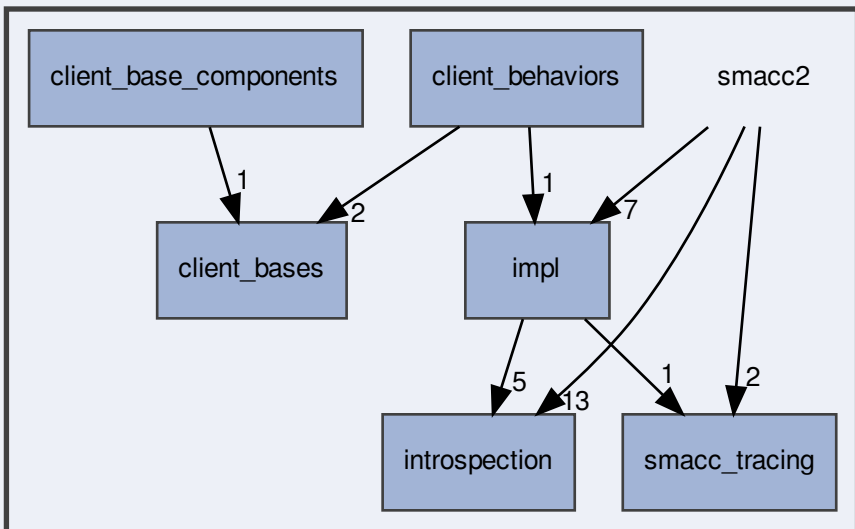 client_base_components
client_behaviors
smacc2
1
2
1
7
client_bases
impl
5
13
1
2
introspection
smacc_tracing